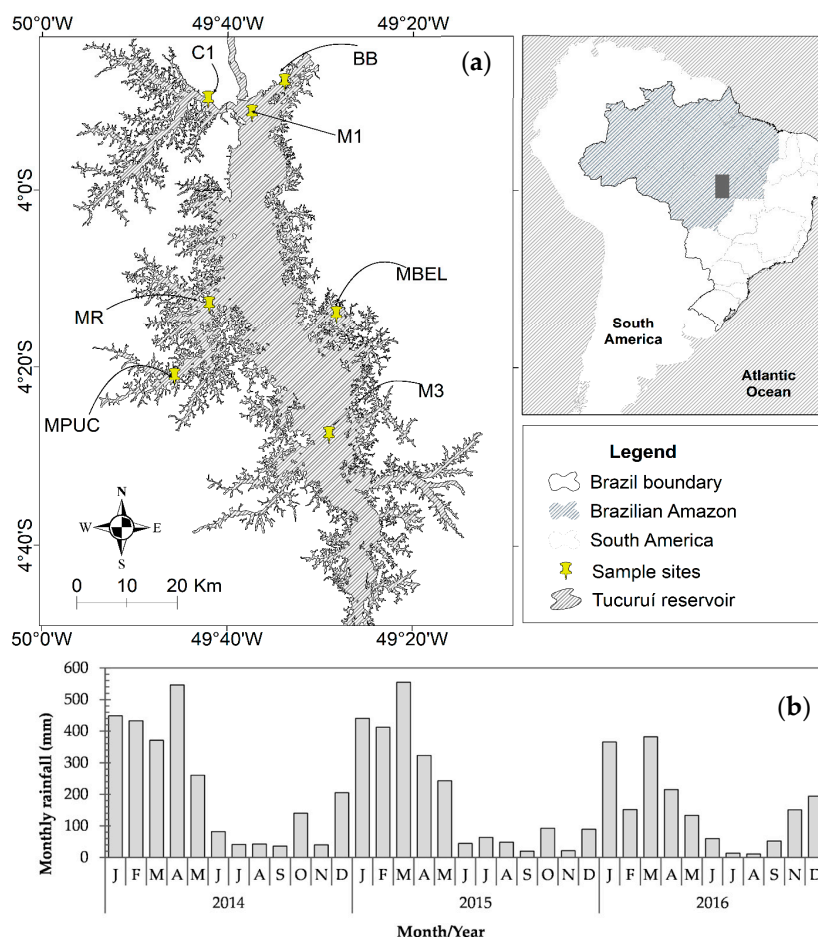 50°0'W 49°40'W 49°20'W
4°0'S
4°0'S
4°20'S
4°40'S
(a)
C1
BB
M1
MBEL
MR
M3
MPUC
N
W E
S
0 10 20 Km
50°0'W 49°40'W 49°20'W
South
America
Atlantic
Ocean
Legend
Brazil boundary
Brazilian Amazon
South America
Sample sites
Tucuruí reservoir
(b)
Monthly rainfall (mm)
600
500
400
300
200
100
0
J F M A M J J A S O N D J F M A M J J A S O N D J F M A M J J A S O N D
2014 2015 2016
Month/Year